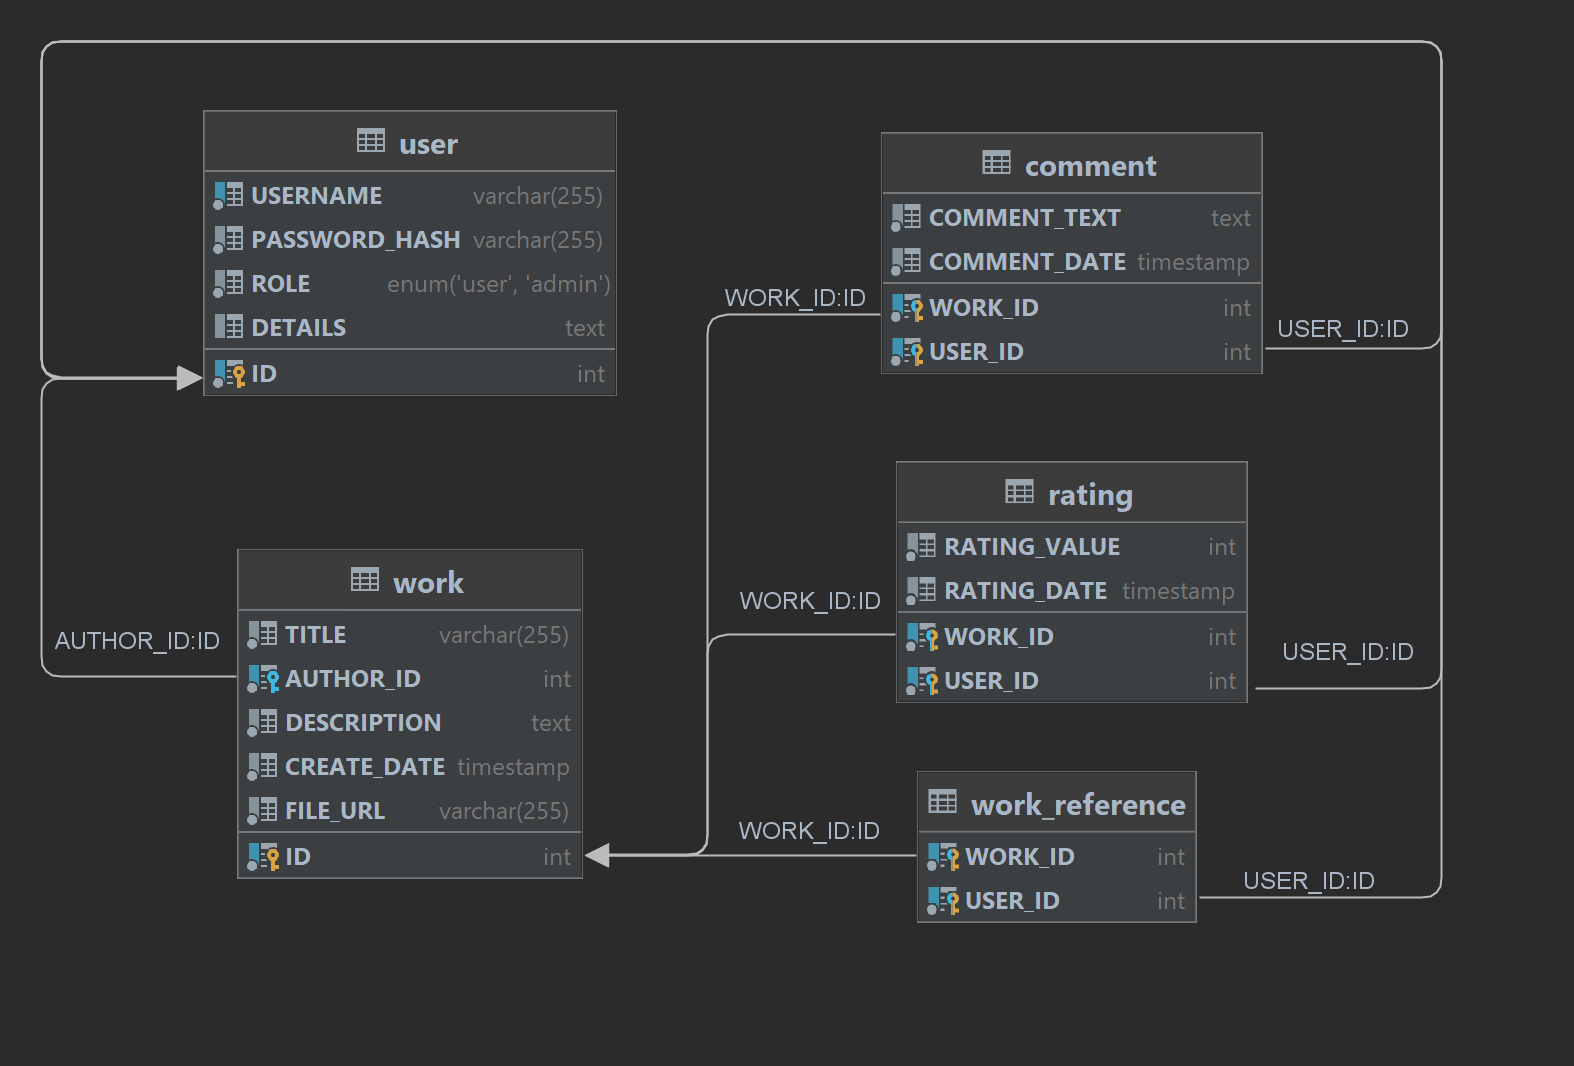 user
USERNAME varchar(255)
PASSWORD_HASH varchar(255)
ROLE enum('user', 'admin')
DETAILS text
ID int
comment
COMMENT_TEXT text
COMMENT_DATE timestamp
WORK_ID int
USER_ID int
WORK_ID:ID
USER_ID:ID
rating
RATING_VALUE int
RATING_DATE timestamp
WORK_ID int
USER_ID int
WORK_ID:ID
USER_ID:ID
work
TITLE varchar(255)
AUTHOR_ID int
DESCRIPTION text
CREATE_DATE timestamp
FILE_URL varchar(255)
ID int
AUTHOR_ID:ID
work_reference
WORK_ID int
USER_ID int
WORK_ID:ID
USER_ID:ID